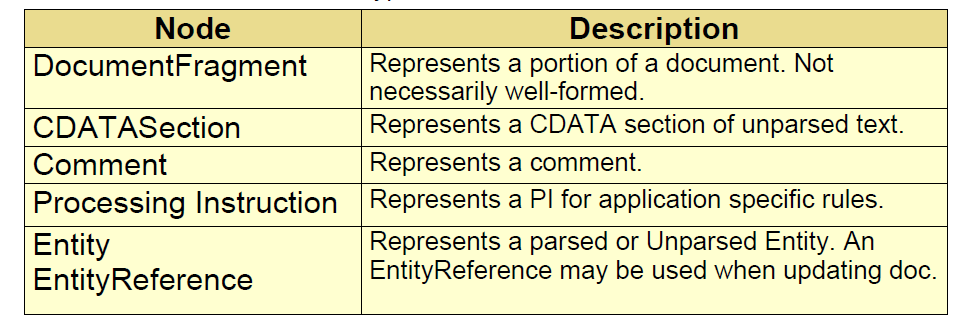 Node Description
DocumentFragment Represents a portion of a document. Not
necessarily well-formed.
CDATASection Represents a CDATA section of unparsed text.
Comment Represents a comment.
Processing Instruction Represents a PI for application specific rules.
Entity Represents a parsed or Unparsed Entity. An
EntityReference EntityReference may be used when updating doc.